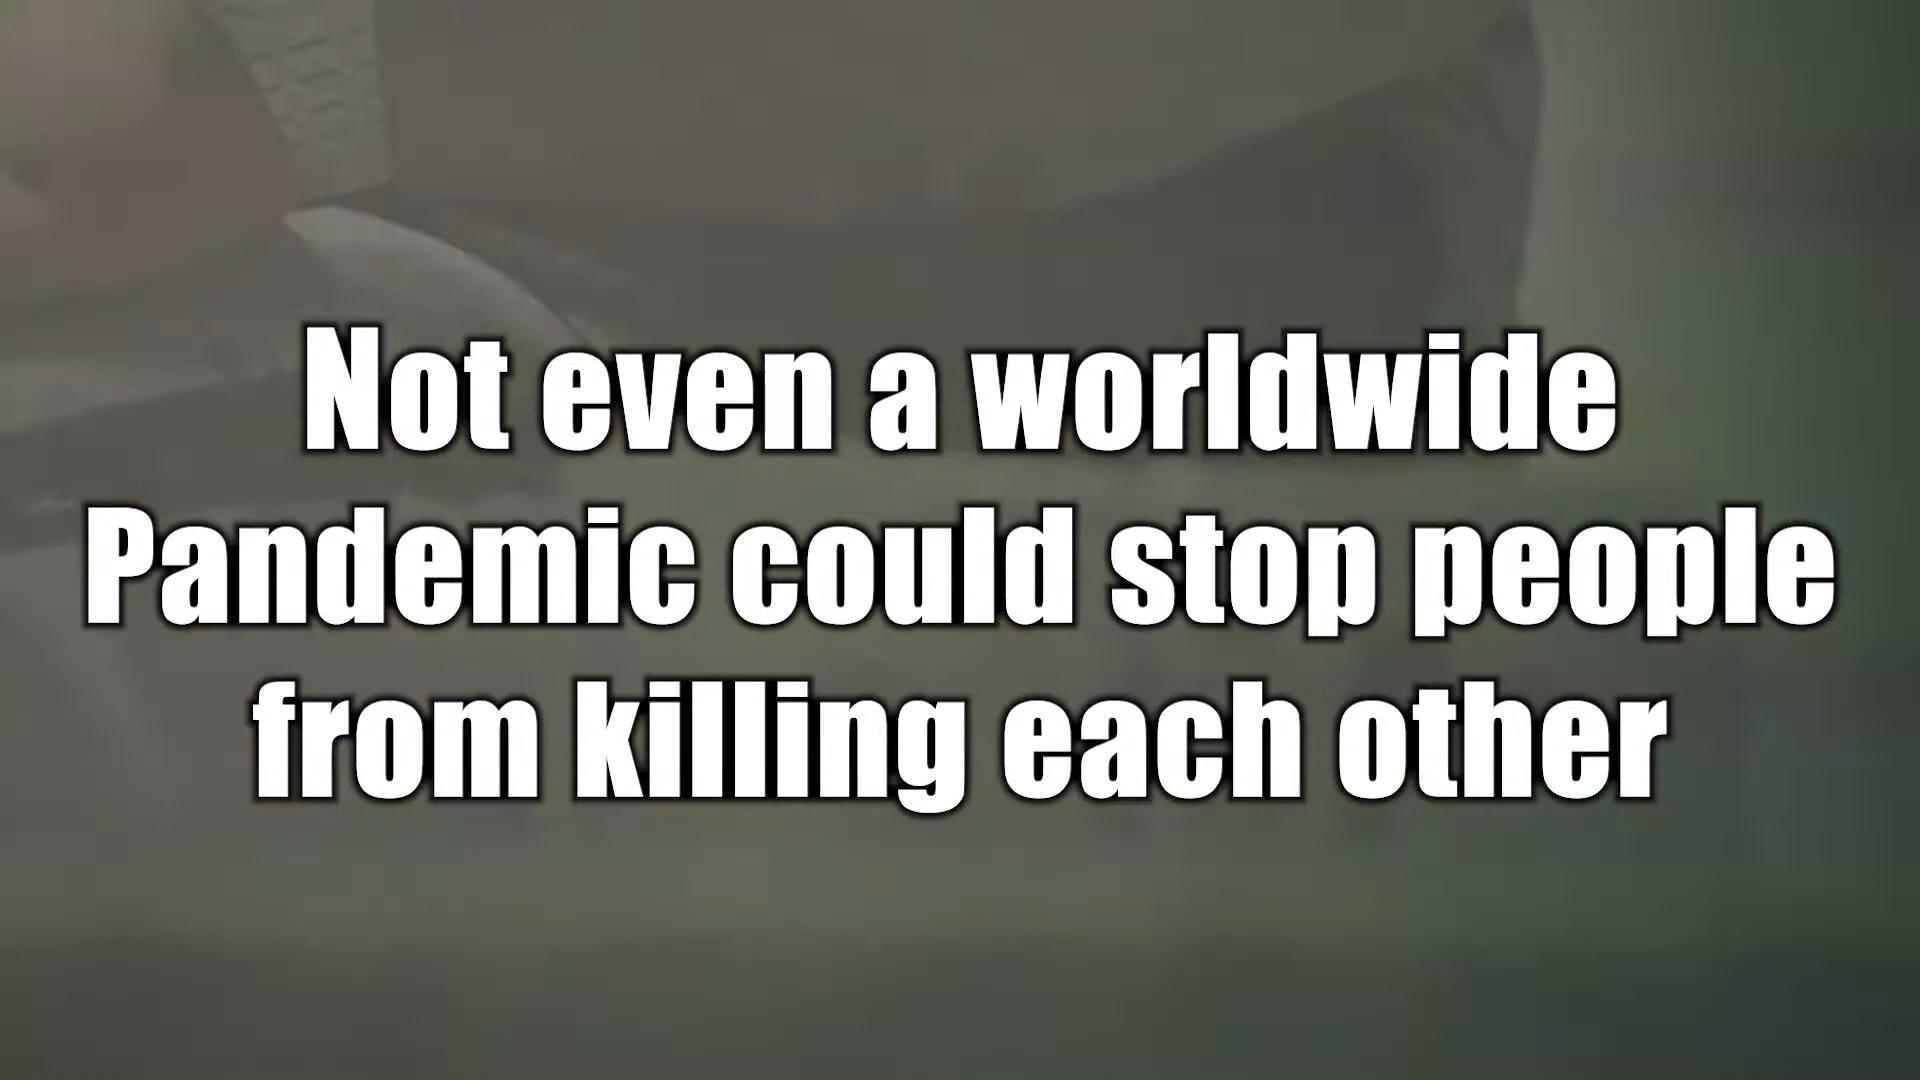 Not even a worldwide
Pandemic could stop people
from killing each other